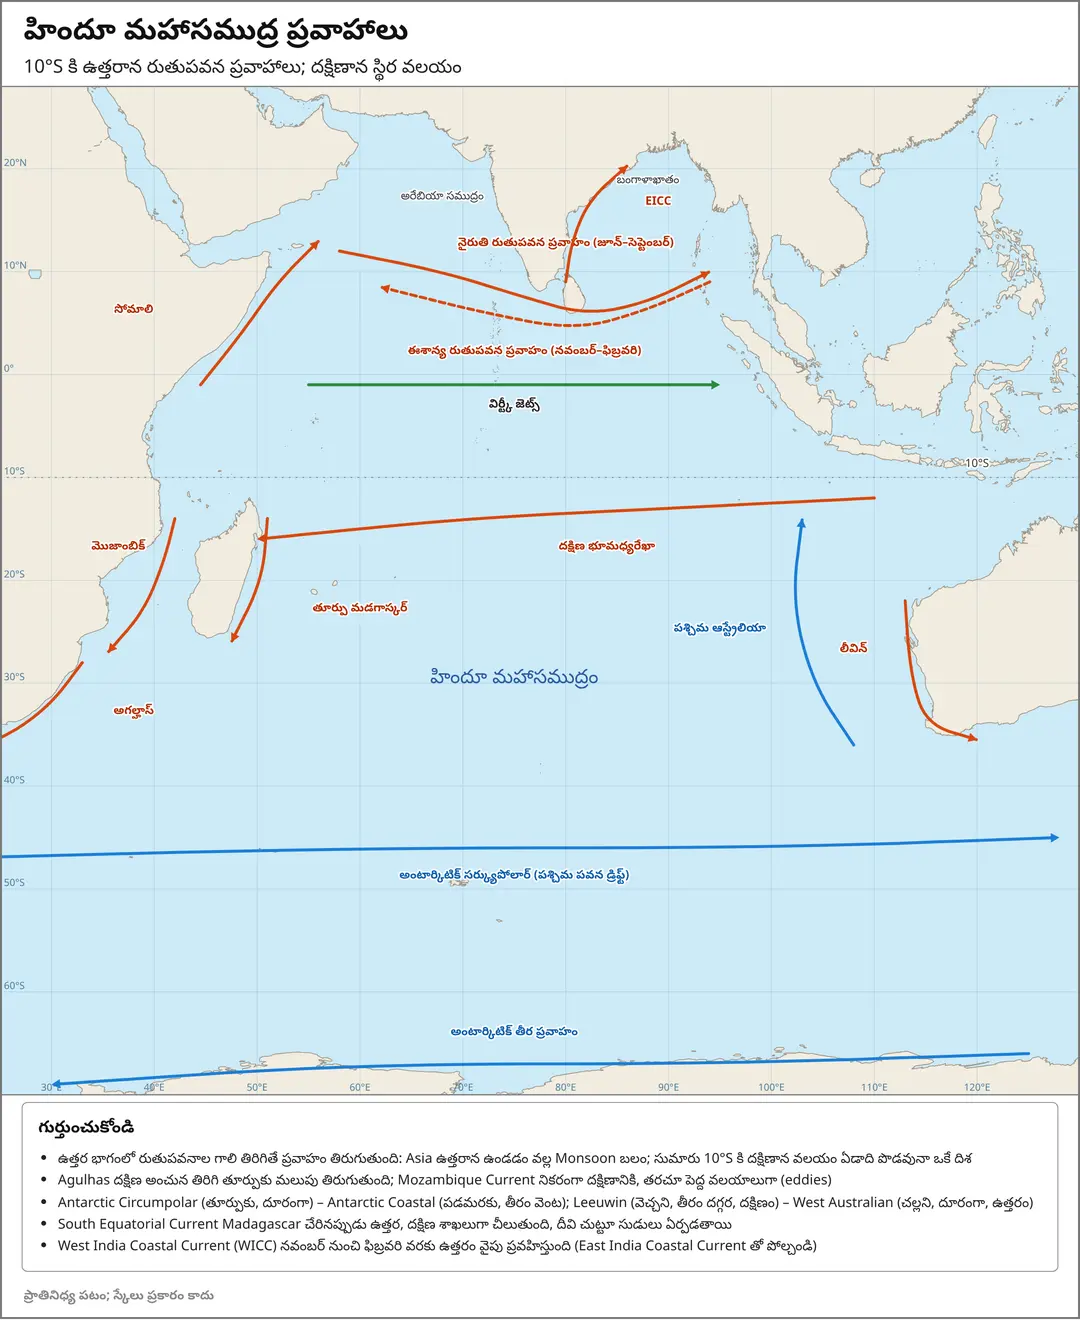 హిందూ మహాసముద్ర ప్రవాహాలు
10°S కి ఉత్తరాన రుతుపవన ప్రవాహాలు; దక్షిణాన స్థిర వలయం
20°N
అరేబియా సముద్రం
బంగాళాఖాతం
EICC
నైరుతి రుతుపవన ప్రవాహం (జూన్–సెప్టెంబర్)
10°N
సోమాలి
ఈశాన్య రుతుపవన ప్రవాహం (నవంబర్–ఫిబ్రవరి)
0°
విర్ట్కీ జెట్స్
10°S
10°S
మొజాంబిక్
దక్షిణ భూమధ్యరేఖా
20°S
తూర్పు మడగాస్కర్
పశ్చిమ ఆస్ట్రేలియా
లీవిన్
హిందూ మహాసముద్రం
30°S
అగల్హాస్
40°S
అంటార్కిటిక్ సర్క్యుపోలార్ (పశ్చిమ పవన డ్రిఫ్ట్)
50°S
60°S
అంటార్కిటిక్ తీర ప్రవాహం
30°E 40°E 50°E 60°E 70°E 80°E 90°E 100°E 110°E 120°E
గుర్తుంచుకోండి
• ఉత్తర భాగంలో రుతుపవనాల గాలి తిరిగితే ప్రవాహం తిరుగుతుంది: Asia ఉత్తరాన ఉండడం వల్ల Monsoon బలం; సుమారు 10°S కి దక్షిణాన వలయం ఏడాది పొడవునా ఒకే దిశ
• Agulhas దక్షిణ అంచున తిరిగి తూర్పుకు మలుపు తిరుగుతుంది; Mozambique Current నికరంగా దక్షిణానికి, తరచూ పెద్ద వలయాలుగా (eddies)
• Antarctic Circumpolar (తూర్పుకు, దూరంగా) – Antarctic Coastal (పడమరకు, తీరం వెంట); Leeuwin (వెచ్చని, తీరం దగ్గర, దక్షిణం) – West Australian (చల్లని, దూరంగా, ఉత్తరం)
• South Equatorial Current Madagascar చేరినప్పుడు ఉత్తర, దక్షిణ శాఖలుగా చీలుతుంది, దీవి చుట్టూ సుడులు ఏర్పడతాయి
• West India Coastal Current (WICC) నవంబర్ నుంచి ఫిబ్రవరి వరకు ఉత్తరం వైపు ప్రవహిస్తుంది (East India Coastal Current తో పోల్చండి)
ప్రాతినిధ్య పటం; స్కేలు ప్రకారం కాదు